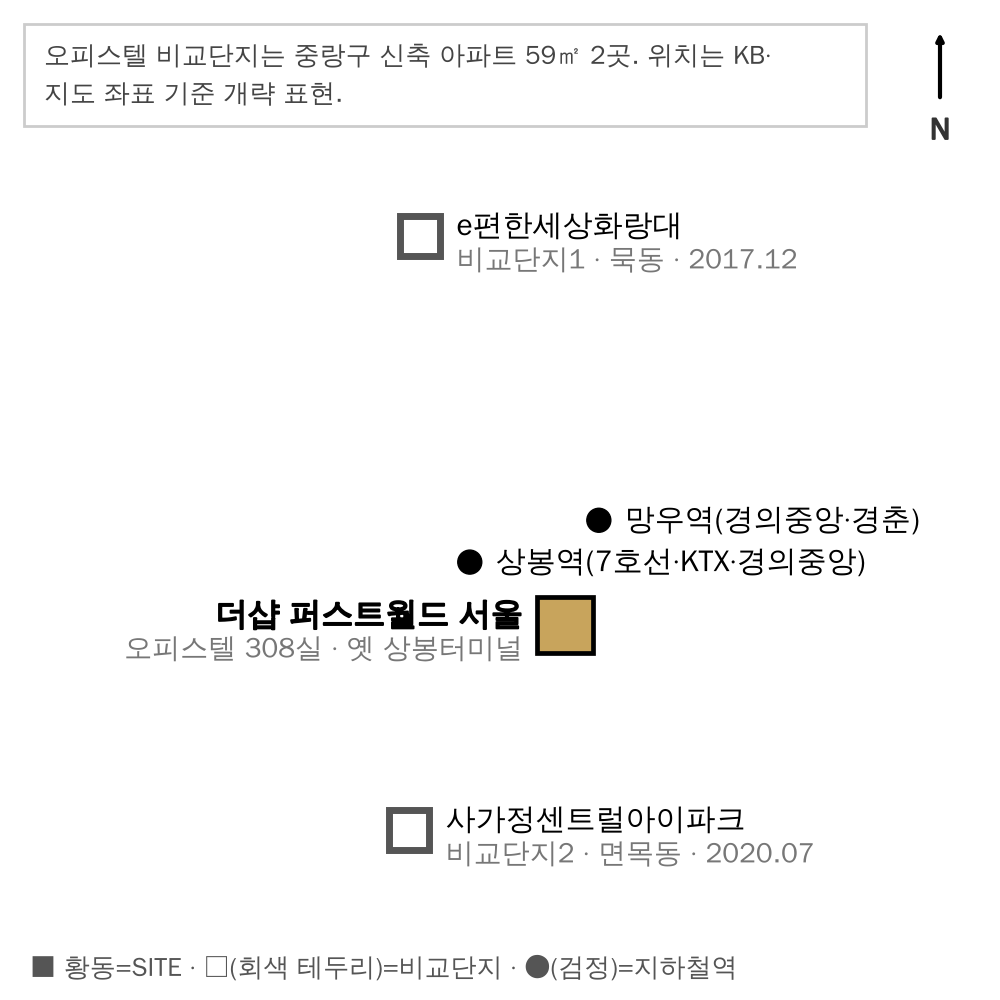 오피스텔 비교단지는 중랑구 신축 아파트 59㎡ 2곳. 위치는 KB·
지도 좌표 기준 개략 표현.
N
e편한세상화랑대
비교단지1 · 묵동 · 2017.12
망우역(경의중앙·경춘)
상봉역(7호선·KTX·경의중앙)
더샵 퍼스트월드 서울
오피스텔 308실 · 옛 상봉터미널
사가정센트럴아이파크
비교단지2 · 면목동 · 2020.07
■ 황동=SITE · □(회색 테두리)=비교단지 · ●(검정)=지하철역